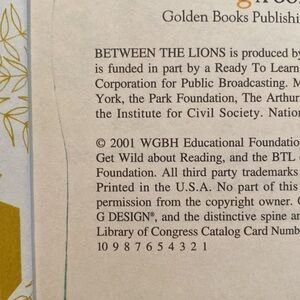 Golden Books Publishi
BETWEEN THE LIONS is produced by
is funded in part by a Ready To Learn
Corporation for Public Broadcasting. M
York, the Park Foundation, The Arthur
the Institute for Civil Society. Nation
© 2001 WGBH Educational Foundation
Get Wild about Reading, and the BTL
Foundation. All third party trademarks
Printed in the U.S.A. No part of this
permission from the copyright owner.
G DESIGN®, and the distinctive spine a
Library of Congress Catalog Card Numb
10 9 8 7 6 5 4 3 2 1